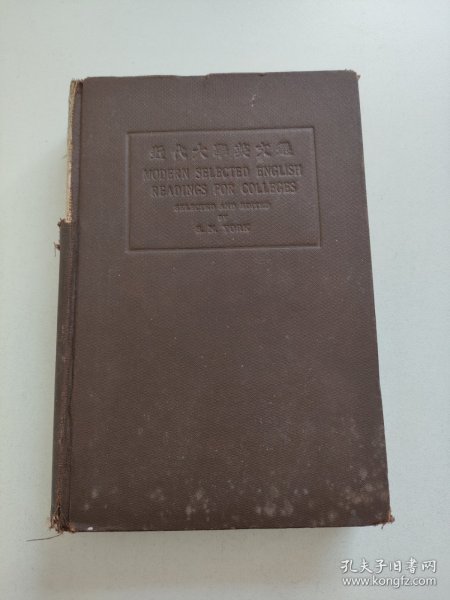 近代大學英文選
MODERN SELECTED ENGLISH
READINGS FOR COLLEGES
SELECTED AND EDITED
BY
S. N. YORK
孔夫子旧书网
www.kongfz.com